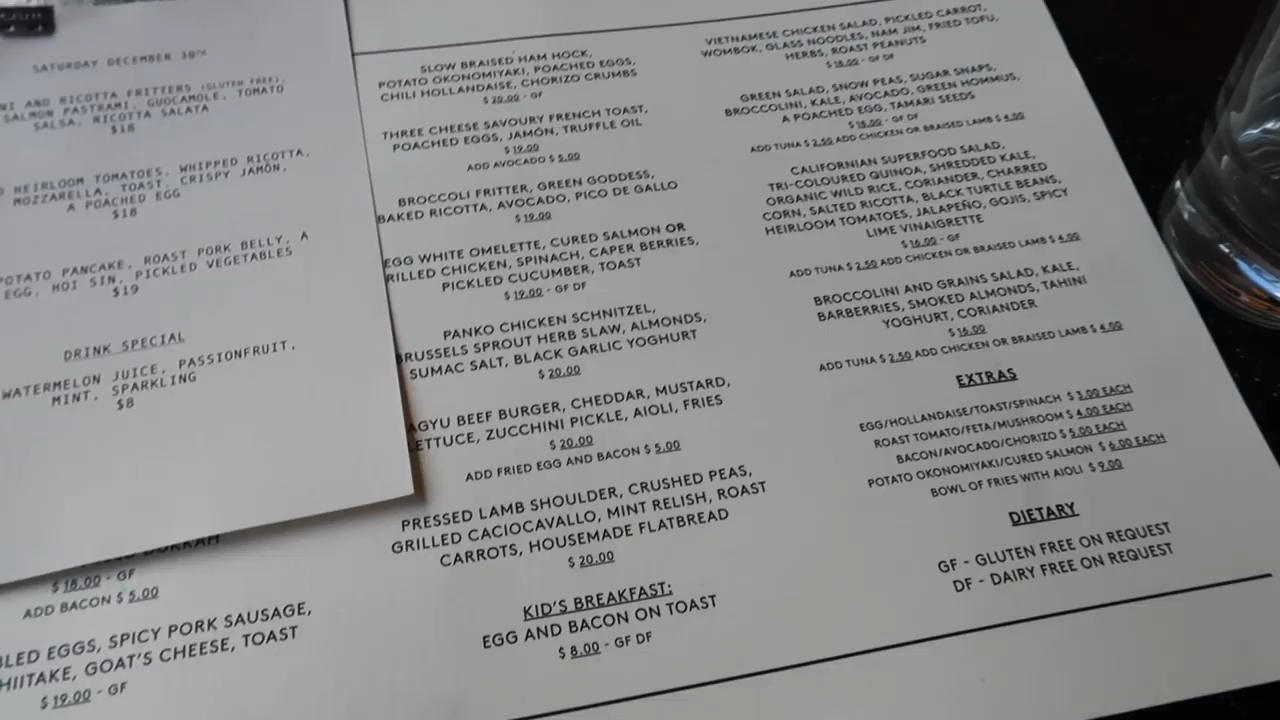 SATURDAY DECEMBER 30TH
AND RICOTTA FRITTERS (GLUTEN FREE),
SALMON PASTRAMI, GUOCAMOLE, TOMATO
SALSA, RICOTTA SALATA
$18
HEIRLOOM TOMATOES, WHIPPED RICOTTA,
MOZZARELLA, TOAST, CRISPY JAMÓN,
A POACHED EGG
$18
POTATO PANCAKE, ROAST PORK BELLY, A
EGG, HOI SIN, PICKLED VEGETABLES
$19
DRINK SPECIAL
WATERMELON JUICE, PASSIONFRUIT,
MINT, SPARKLING
$8
$18.00 - GF
ADD BACON $5.00
EGGS, SPICY PORK SAUSAGE,
GOAT'S CHEESE, TOAST
$19.00 - GF
SLOW BRAISED HAM HOCK,
POTATO OKONOMIYAKI, POACHED EGGS,
CHILI HOLLANDAISE, CHORIZO CRUMBS
$20.00 - GF
THREE CHEESE SAVOURY FRENCH TOAST,
POACHED EGGS, JAMÓN, TRUFFLE OIL
$19.00
ADD AVOCADO $5.00
BROCCOLI FRITTER, GREEN GODDESS,
BAKED RICOTTA, AVOCADO, PICO DE GALLO
$19.00
EGG WHITE OMELETTE, CURED SALMON OR
RILLED CHICKEN, SPINACH, CAPER BERRIES,
PICKLED CUCUMBER, TOAST
$19.00 - GF DF
PANKO CHICKEN SCHNITZEL,
BRUSSELS SPROUT HERB SLAW, ALMONDS,
SUMAC SALT, BLACK GARLIC YOGHURT
$20.00
AGYU BEEF BURGER, CHEDDAR, MUSTARD,
LETTUCE, ZUCCHINI PICKLE, AIOLI, FRIES
$20.00
ADD FRIED EGG AND BACON $5.00
PRESSED LAMB SHOULDER, CRUSHED PEAS,
GRILLED CACIOCAVALLO, MINT RELISH, ROAST
CARROTS, HOUSEMADE FLATBREAD
$20.00
KID'S BREAKFAST:
EGG AND BACON ON TOAST
$8.00 - GF DF
VIETNAMESE CHICKEN SALAD, PICKLED CARROT,
WOMBOK, GLASS NOODLES, NAM JIM, FRIED TOFU,
HERBS, ROAST PEANUTS
$18.00 - GF DF
GREEN SALAD, SNOW PEAS, SUGAR SNAPS,
BROCCOLINI, KALE, AVOCADO, GREEN HOMMUS,
A POACHED EGG, TAMARI SEEDS
$18.00 - GF DF
ADD TUNA $2.50 ADD CHICKEN OR BRAISED LAMB $4.00
CALIFORNIAN SUPERFOOD SALAD,
TRI-COLOURED QUINOA, SHREDDED KALE,
ORGANIC WILD RICE, CORIANDER, CHARRED
CORN, SALTED RICOTTA, BLACK TURTLE BEANS,
HEIRLOOM TOMATOES, JALAPEÑO, GOJIS, SPICY
LIME VINAIGRETTE
$16.00 - GF
ADD TUNA $2.50 ADD CHICKEN OR BRAISED LAMB $4.00
BROCCOLINI AND GRAINS SALAD, KALE,
BARBERRIES, SMOKED ALMONDS, TAHINI
YOGHURT, CORIANDER
$16.00
ADD TUNA $2.50 ADD CHICKEN OR BRAISED LAMB $4.00
EXTRAS
EGG/HOLLANDAISE/TOAST/SPINACH $3.00 EACH
ROAST TOMATO/FETA/MUSHROOM $4.00 EACH
BACON/AVOCADO/CHORIZO $5.00 EACH
POTATO OKONOMIYAKI/CURED SALMON $6.00 EACH
BOWL OF FRIES WITH AIOLI $9.00
DIETARY
GF - GLUTEN FREE ON REQUEST
DF - DAIRY FREE ON REQUEST